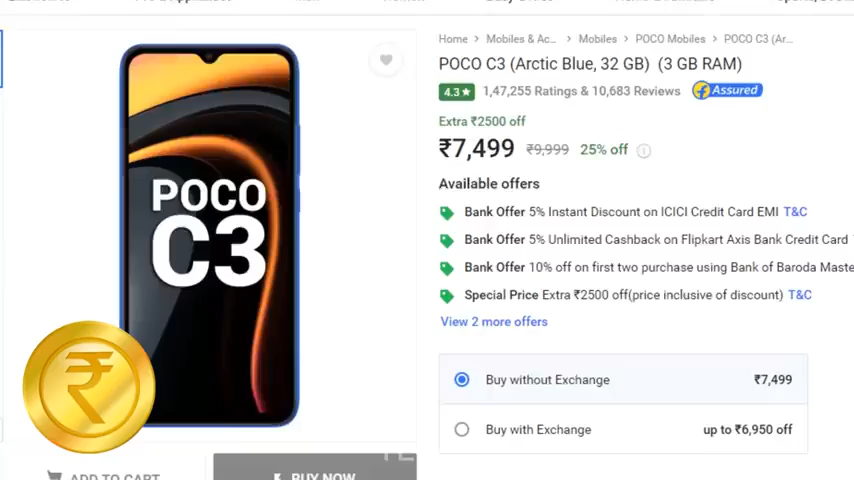 Home > Mobiles & Ac... > Mobiles > POCO Mobiles > POCO C3 (Ar...
POCO C3 (Arctic Blue, 32 GB) (3 GB RAM)
4.3★ 1,47,255 Ratings & 10,683 Reviews Assured
Extra ₹2500 off
₹7,499 ₹9,999 25% off
Available offers
Bank Offer 5% Instant Discount on ICICI Credit Card EMI T&C
Bank Offer 5% Unlimited Cashback on Flipkart Axis Bank Credit Card
Bank Offer 10% off on first two purchase using Bank of Baroda Maste
Special Price Extra ₹2500 off(price inclusive of discount) T&C
View 2 more offers
Buy without Exchange ₹7,499
Buy with Exchange up to ₹6,950 off
POCO
C3
₹
ADD TO CART
BUY NOW